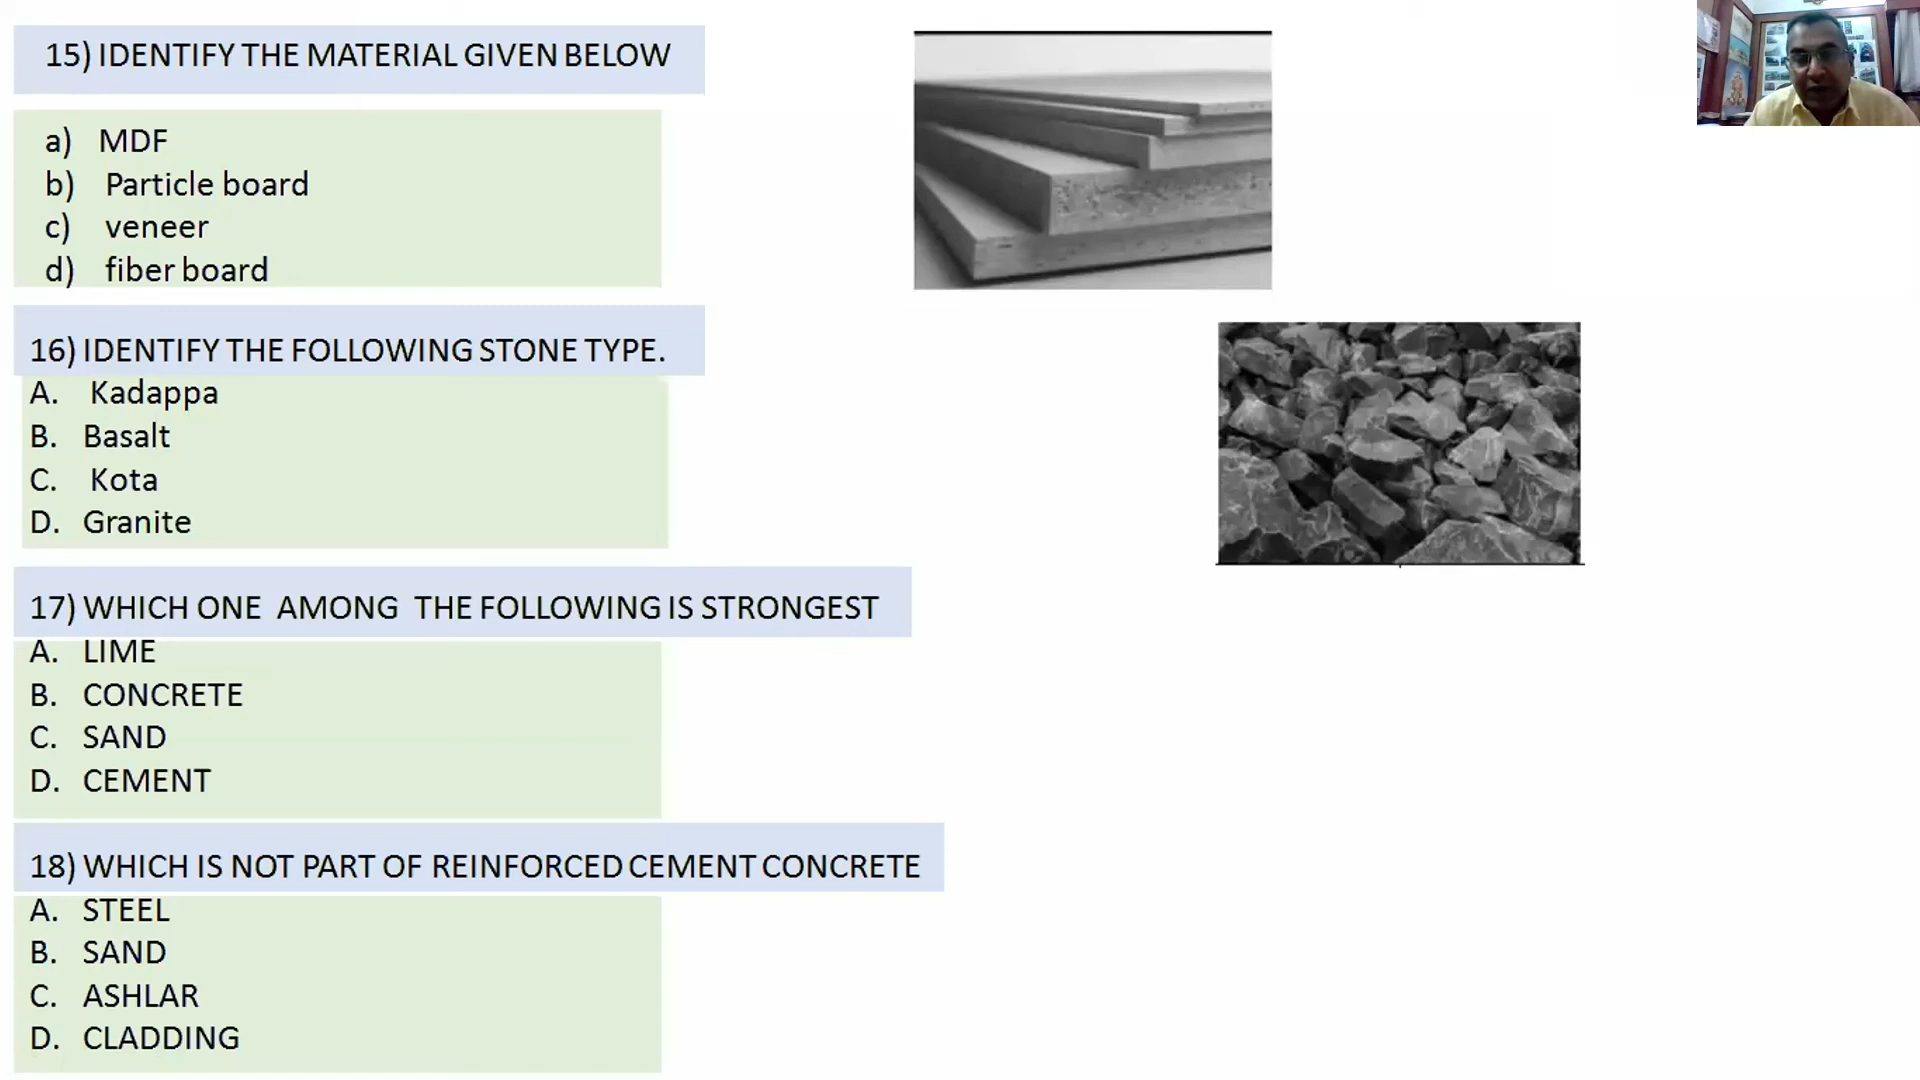 15) IDENTIFY THE MATERIAL GIVEN BELOW
a) MDF
b) Particle board
c) veneer
d) fiber board
16) IDENTIFY THE FOLLOWING STONE TYPE.
A. Kadappa
B. Basalt
C. Kota
D. Granite
17) WHICH ONE AMONG THE FOLLOWING IS STRONGEST
A. LIME
B. CONCRETE
C. SAND
D. CEMENT
18) WHICH IS NOT PART OF REINFORCED CEMENT CONCRETE
A. STEEL
B. SAND
C. ASHLAR
D. CLADDING